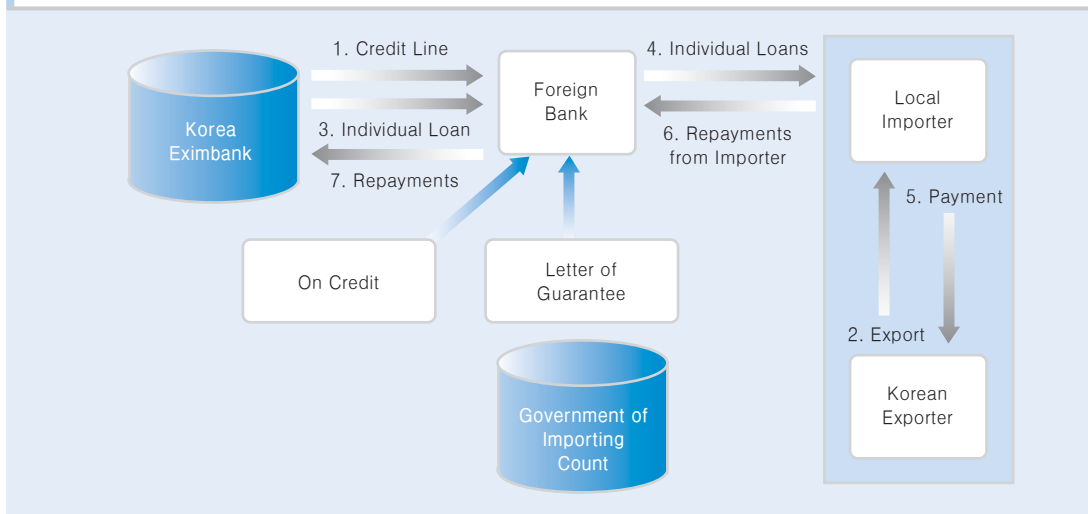 1. Credit Line
4. Individual Loans
Korea
Eximbank
Foreign
Bank
Local
Importer
3. Individual Loan
6. Repayments
from Importer
7. Repayments
5. Payment
On Credit
Letter of
Guarantee
2. Export
Korean
Exporter
Government of
Importing
Count